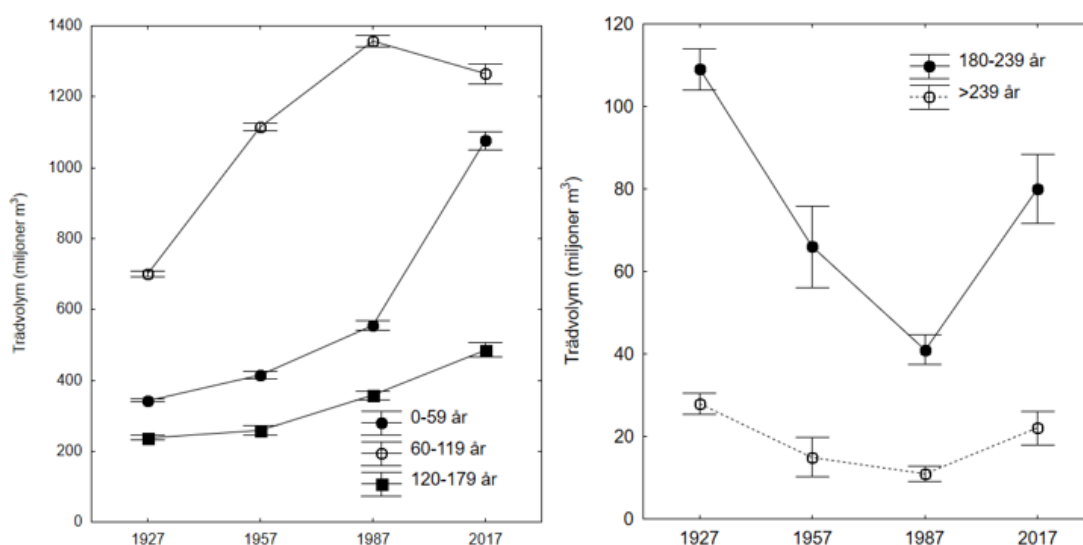 1400
1200
1000
800
600
400
200
0
Trädvolym (miljoner m³)
0-59 år
60-119 år
120-179 år
1927 1957 1987 2017
120
100
80
60
40
20
0
Trädvolym (miljoner m³)
180-239 år
>239 år
1927 1957 1987 2017